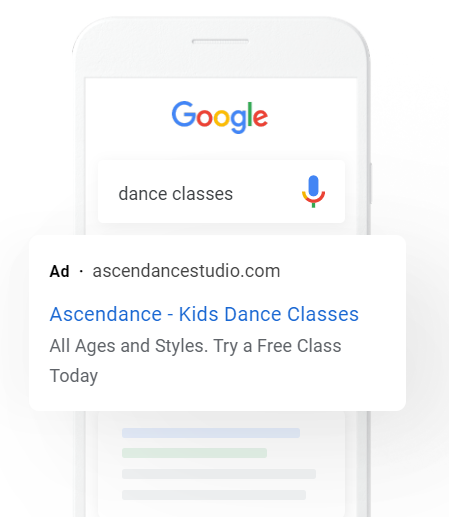 Google
dance classes
Ad · ascendancestudio.com
Ascendance - Kids Dance Classes
All Ages and Styles. Try a Free Class
Today